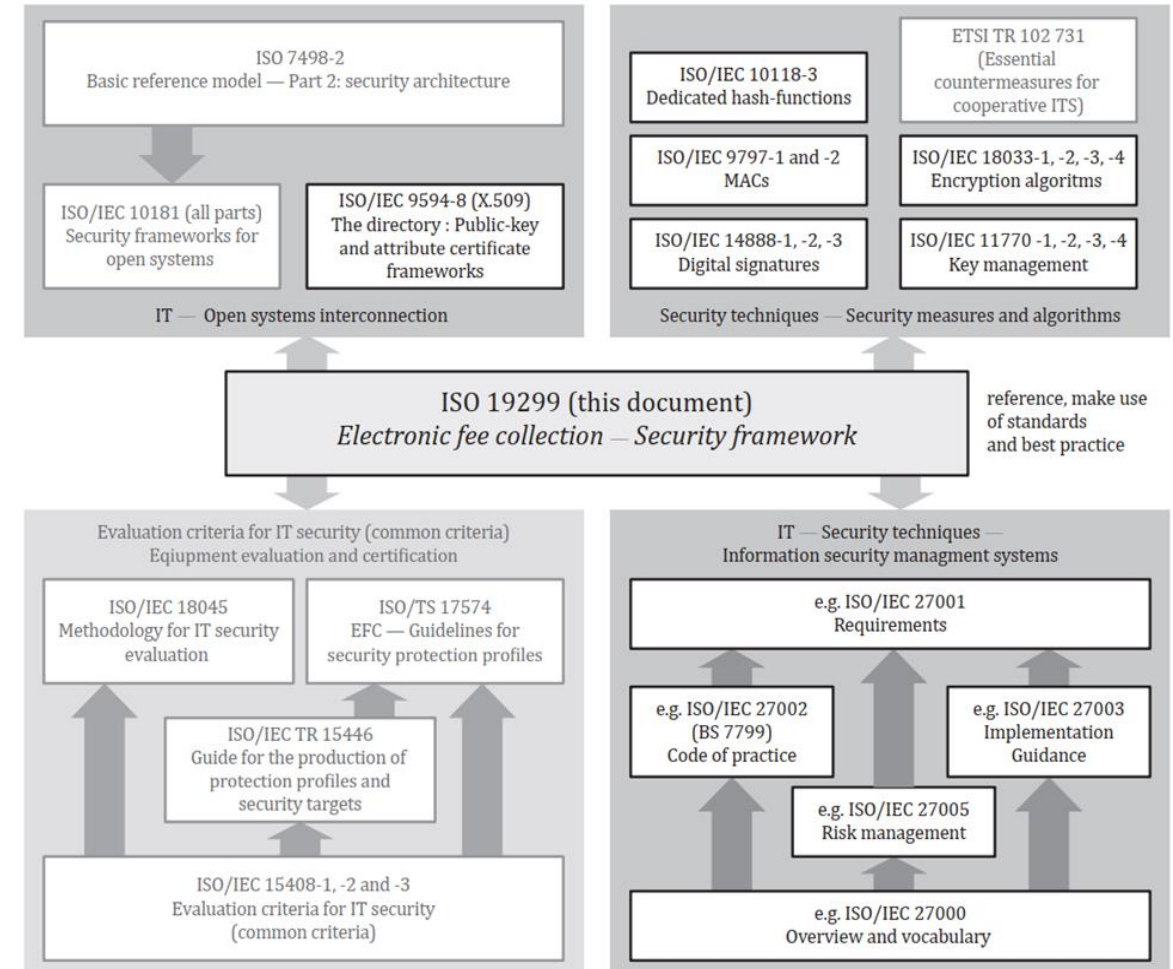 ISO 7498-2
Basic reference model — Part 2: security architecture
ISO/IEC 10181 (all parts)
Security frameworks for
open systems
ISO/IEC 9594-8 (X.509)
The directory : Public-key
and attribute certificate
frameworks
IT — Open systems interconnection
ETSI TR 102 731
(Essential
countermeasures for
cooperative ITS)
ISO/IEC 10118-3
Dedicated hash-functions
ISO/IEC 9797-1 and -2
MACs
ISO/IEC 18033-1, -2, -3, -4
Encryption algoritms
ISO/IEC 14888-1, -2, -3
Digital signatures
ISO/IEC 11770 -1, -2, -3, -4
Key management
Security techniques — Security measures and algorithms
ISO 19299 (this document)
Electronic fee collection — Security framework
reference, make use
of standards
and best practice
Evaluation criteria for IT security (common criteria)
Eqiupment evaluation and certification
ISO/IEC 18045
Methodology for IT security
evaluation
ISO/TS 17574
EFC — Guidelines for
security protection profiles
ISO/IEC TR 15446
Guide for the production of
protection profiles and
security targets
ISO/IEC 15408-1, -2 and -3
Evaluation criteria for IT security
(common criteria)
IT — Security techniques —
Information security managment systems
e.g. ISO/IEC 27001
Requirements
e.g. ISO/IEC 27002
(BS 7799)
Code of practice
e.g. ISO/IEC 27003
Implementation
Guidance
e.g. ISO/IEC 27005
Risk management
e.g. ISO/IEC 27000
Overview and vocabulary